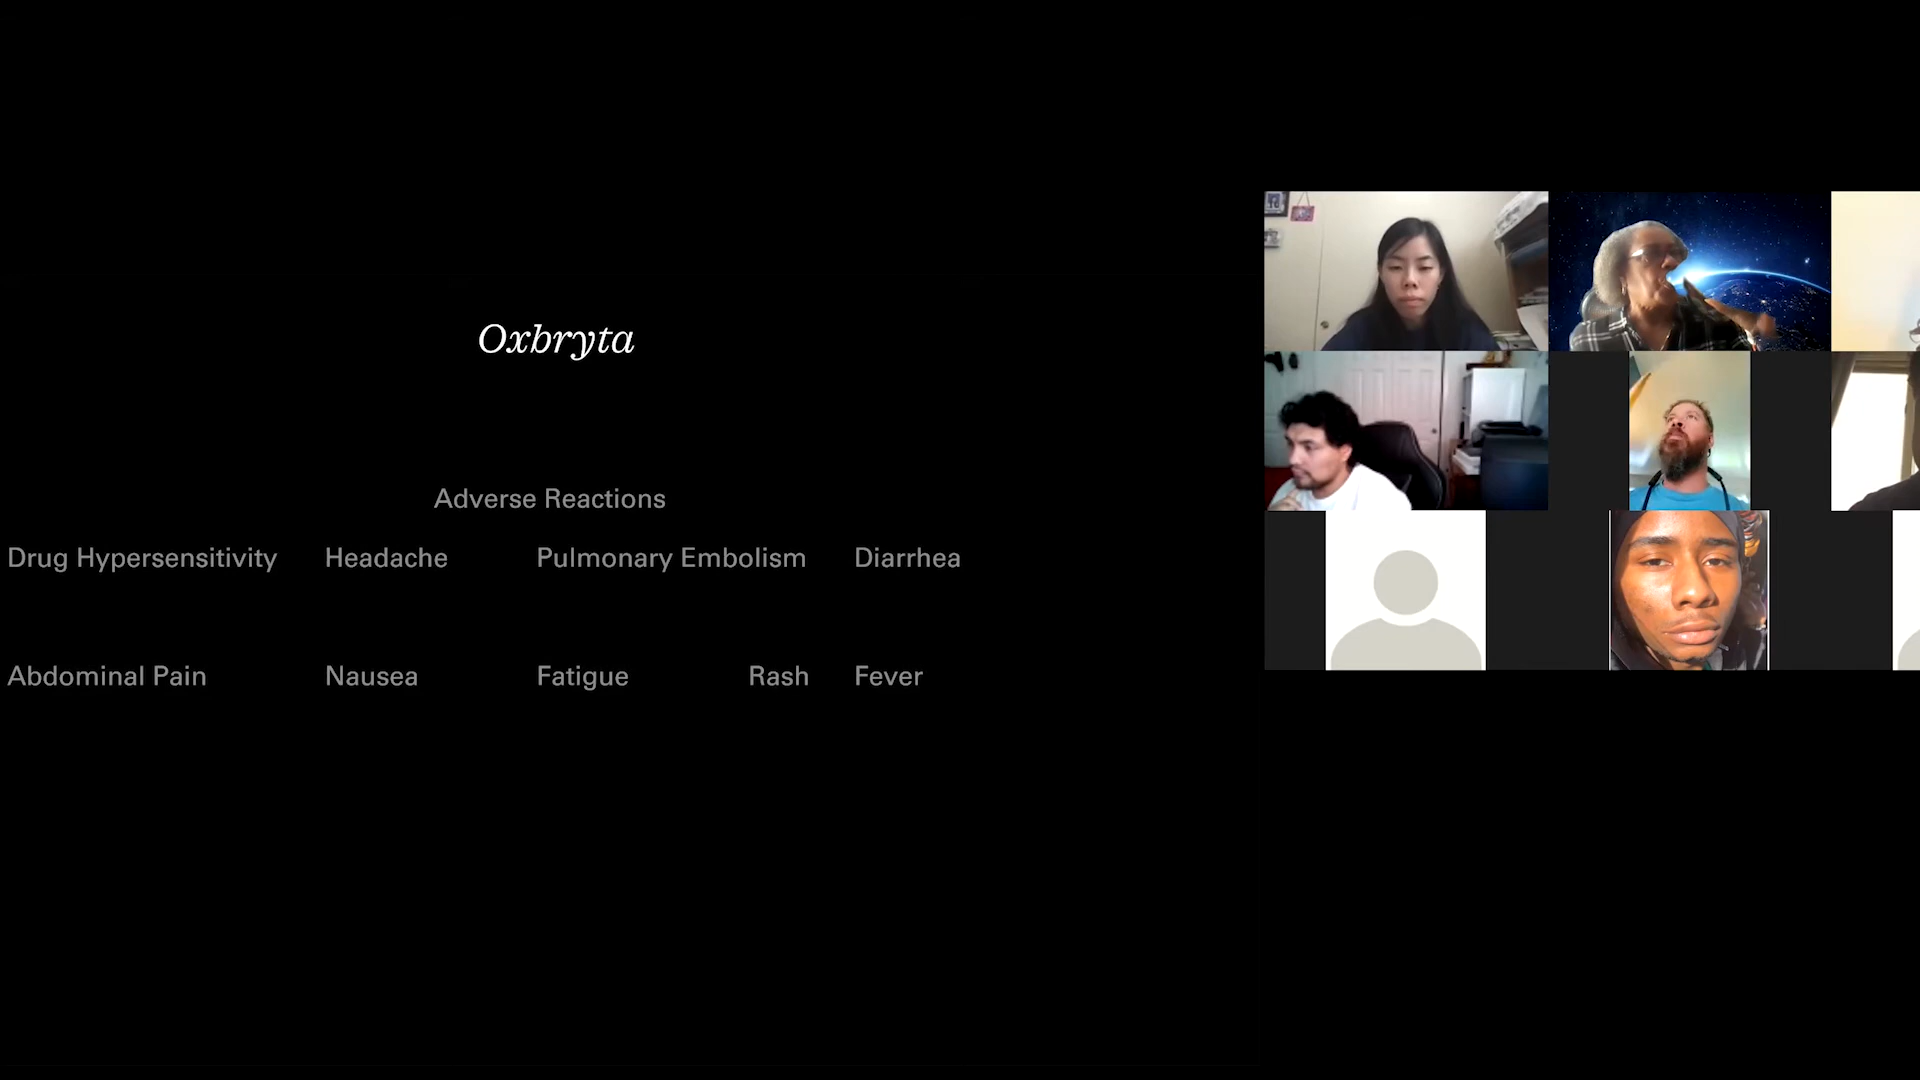 Oxbryta
Adverse Reactions
Drug Hypersensitivity Headache Pulmonary Embolism Diarrhea
Abdominal Pain Nausea Fatigue Rash Fever